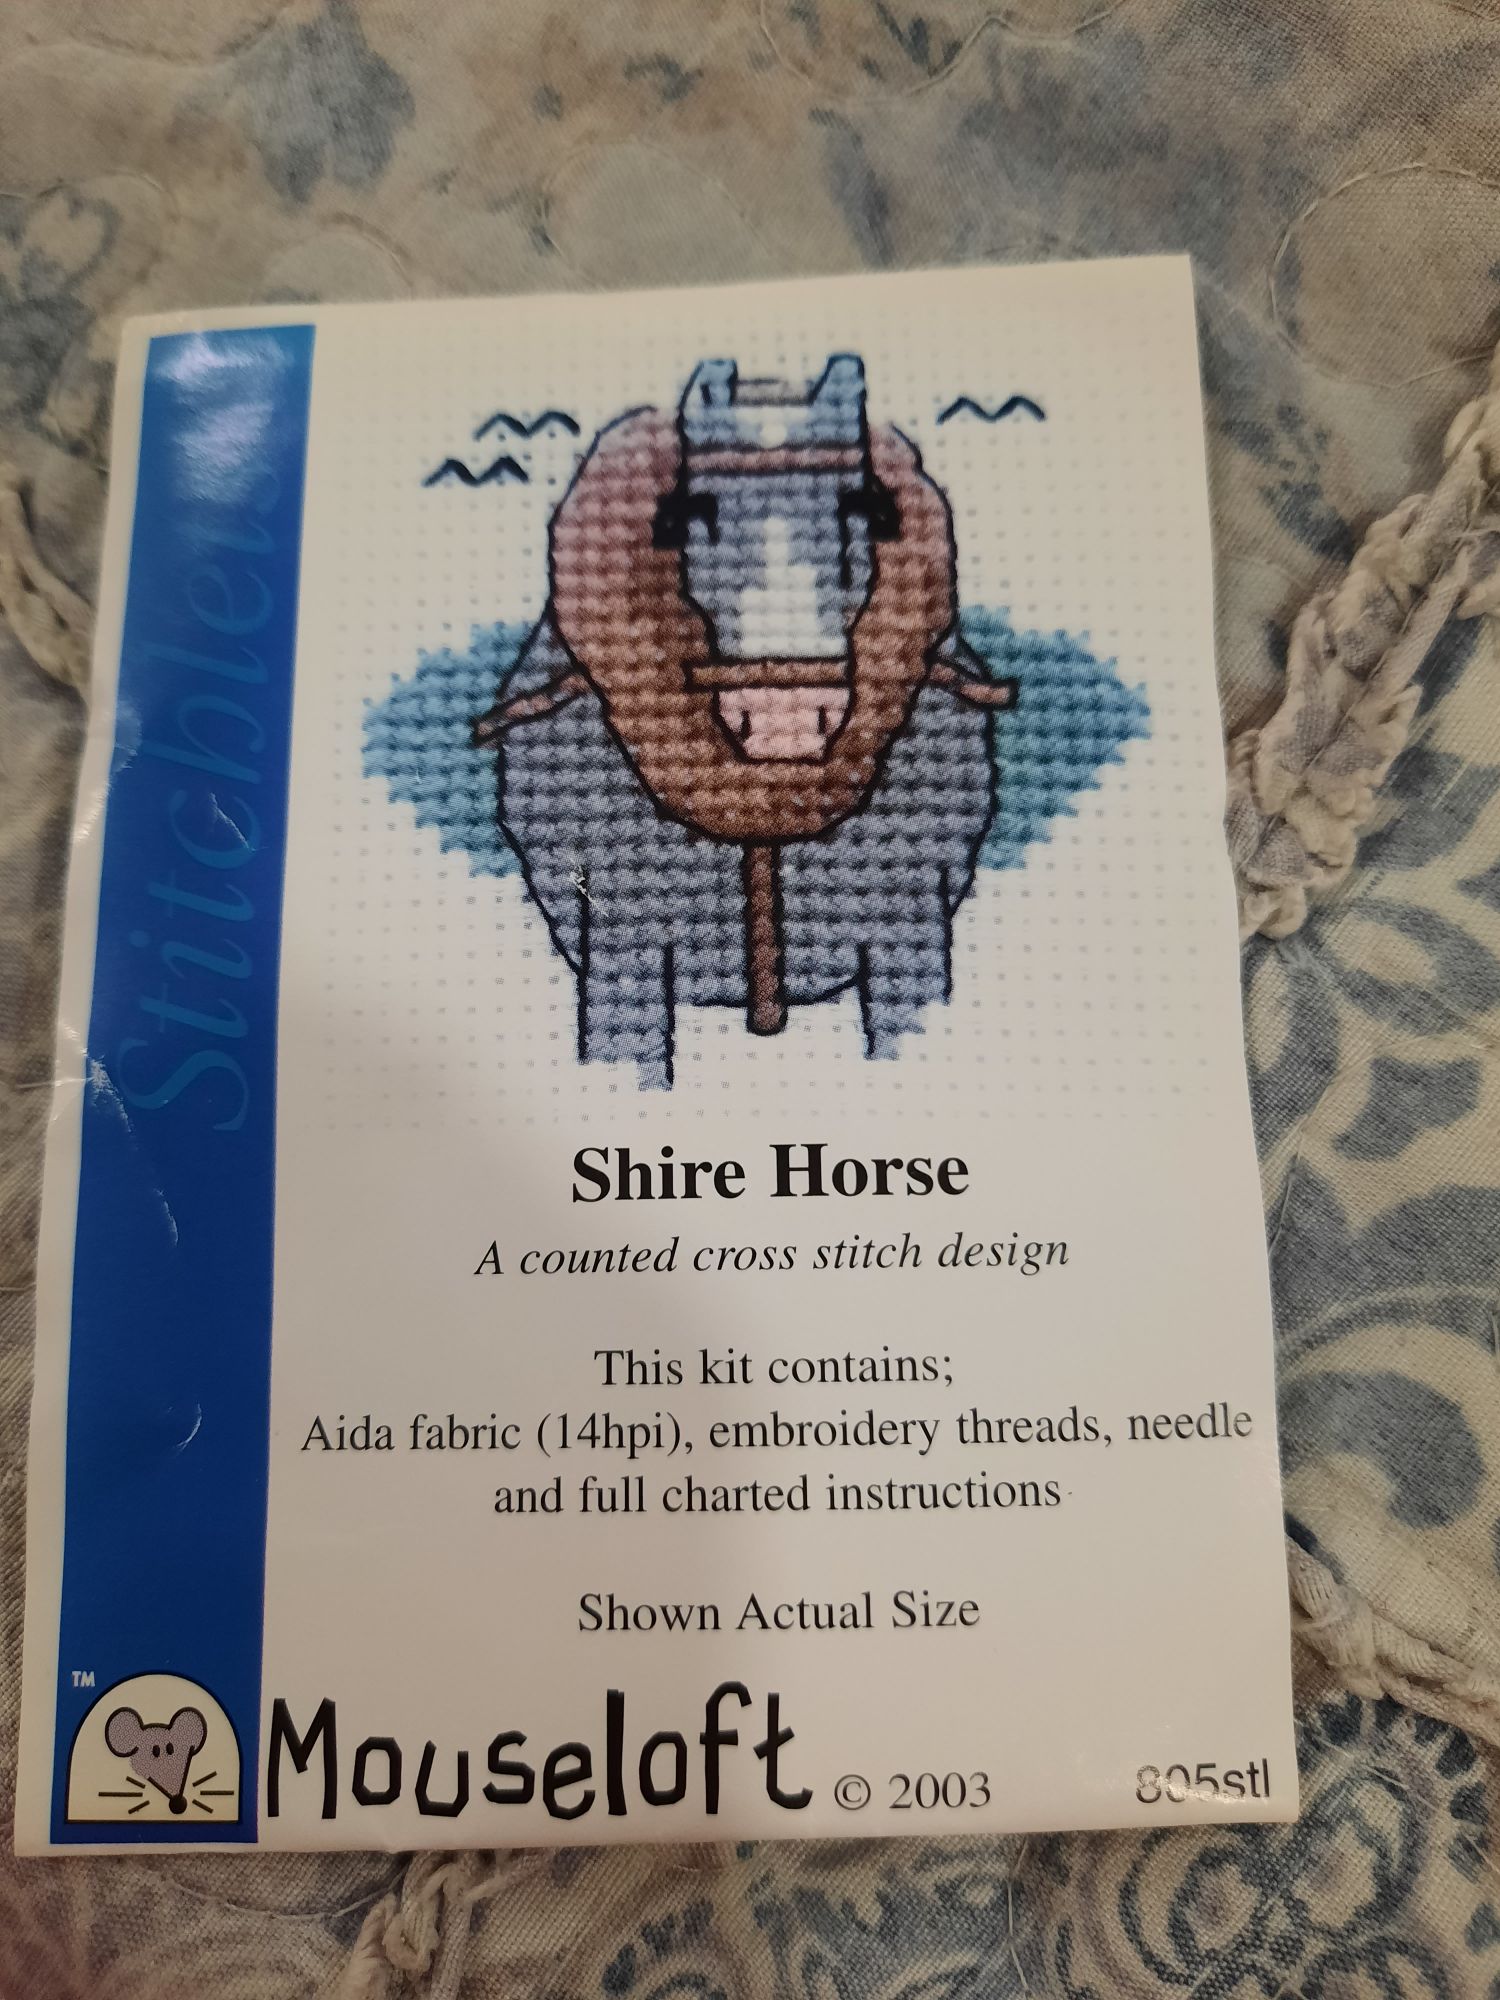 Stitchlets
Shire Horse
A counted cross stitch design
This kit contains;
Aida fabric (14hpi), embroidery threads, needle
and full charted instructions
Shown Actual Size
TM
Mouseloft © 2003
805stl